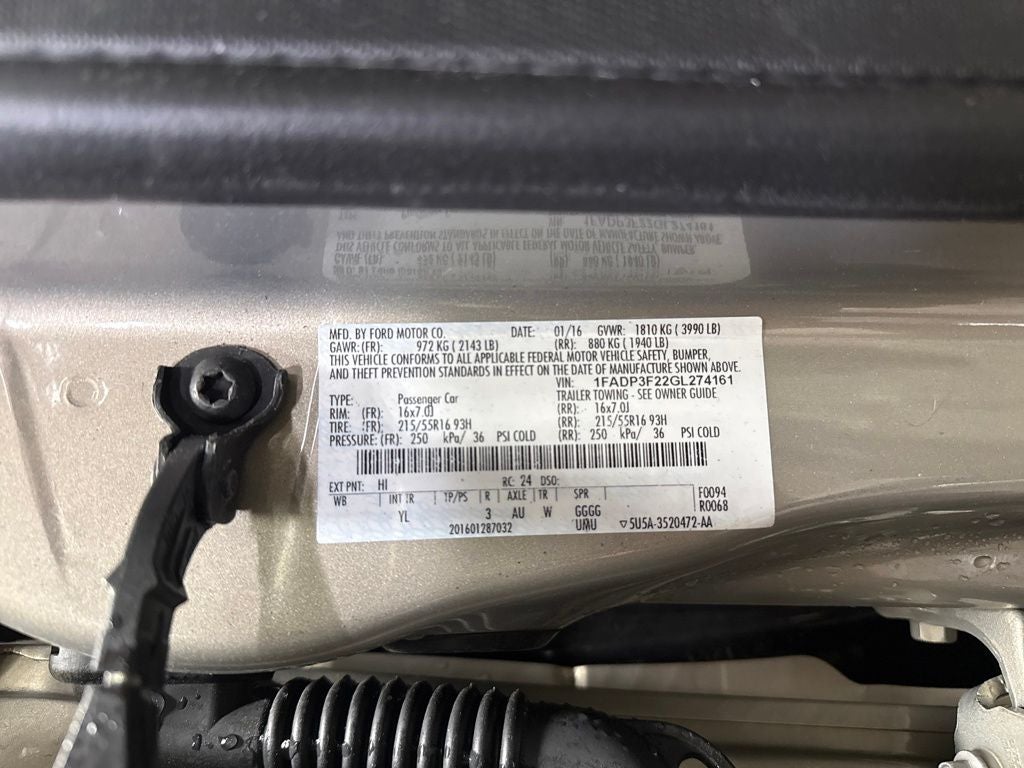 MFD. BY FORD MOTOR CO. DATE: 01/16 GVWR: 1810 KG ( 3990 LB)
GAWR: (FR): 972 KG ( 2143 LB) (RR): 880 KG ( 1940 LB)
THIS VEHICLE CONFORMS TO ALL APPLICABLE FEDERAL MOTOR VEHICLE SAFETY, BUMPER,
AND THEFT PREVENTION STANDARDS IN EFFECT ON THE DATE OF MANUFACTURE SHOWN ABOVE.
VIN: 1FADP3F22GL274161
TYPE: Passenger Car TRAILER TOWING - SEE OWNER GUIDE
RIM: (FR): 16x7.0J (RR): 16x7.0J
TIRE: (FR): 215/55R16 93H (RR): 215/55R16 93H
PRESSURE: (FR): 250 kPa/ 36 PSI COLD (RR): 250 kPa/ 36 PSI COLD
EXT PNT: HI RC: 24 DSO: F0094
WB INT TR TP/PS R AXLE TR SPR R0068
YL 3 AU W GGGG
201601287032 UMU ▽5U5A-3520472-AA